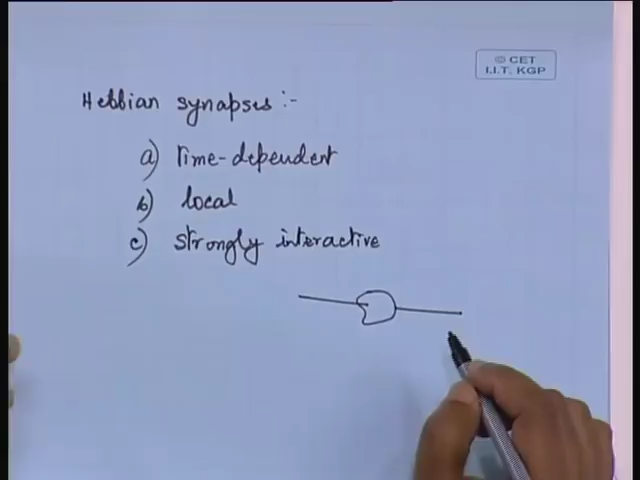 © CET
I.I.T. KGP
Hebbian synapses :-
a) Time-dependent
b) local
c) strongly interactive